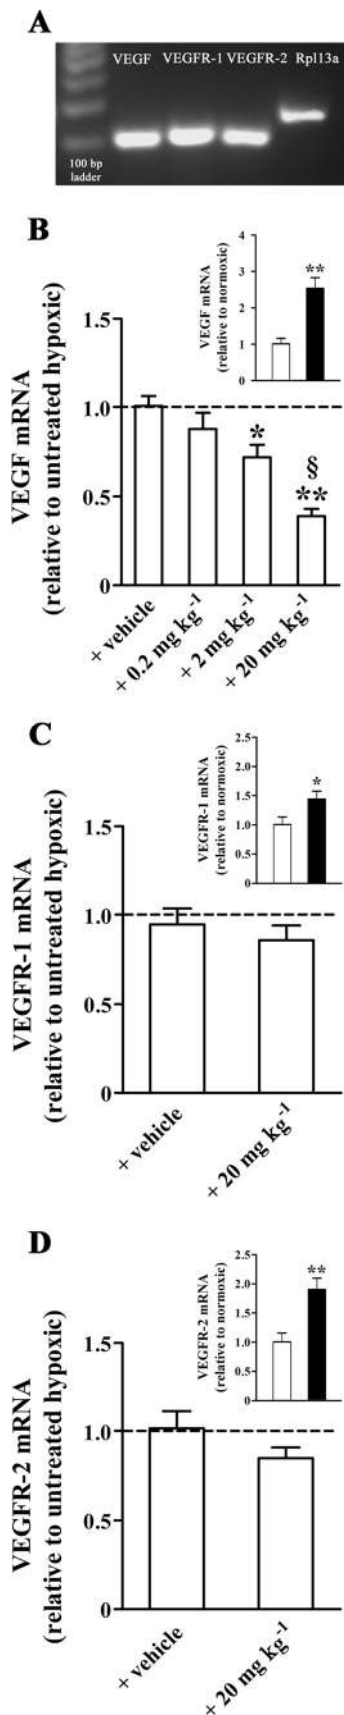 A
VEGF VEGFR-1 VEGFR-2 Rpl13a
100 bp
ladder
B
VEGF mRNA
(relative to untreated hypoxic)
1.5
1.0
0.5
0
*
§
**
+ vehicle
+ 0.2 mg kg⁻¹
+ 2 mg kg⁻¹
+ 20 mg kg⁻¹
VEGF mRNA
(relative to normoxic)
4
3
2
1
0
**
C
VEGFR-1 mRNA
(relative to untreated hypoxic)
1.5
1.0
0.5
0
+ vehicle
+ 20 mg kg⁻¹
VEGFR-1 mRNA
(relative to normoxic)
2.5
2.0
1.5
1.0
0.5
0.0
*
D
VEGFR-2 mRNA
(relative to untreated hypoxic)
1.5
1.0
0.5
0
+ vehicle
+ 20 mg kg⁻¹
VEGFR-2 mRNA
(relative to normoxic)
2.5
2.0
1.5
1.0
0.5
0.0
**